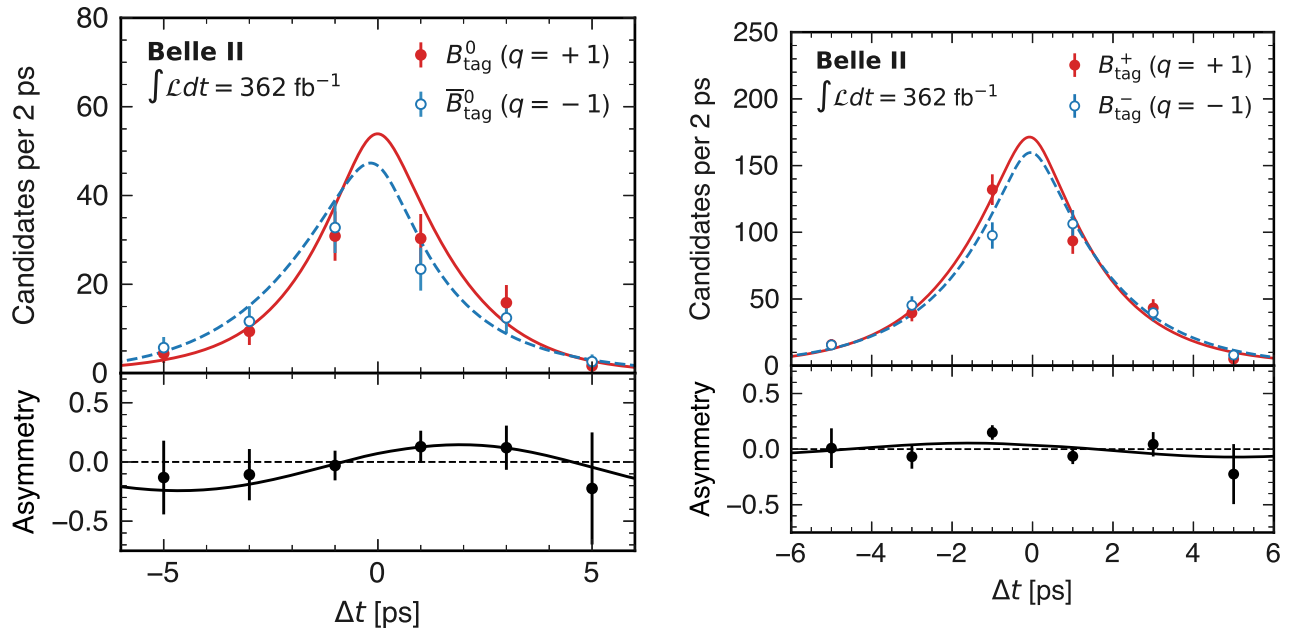 80
60
40
20
0
Candidates per 2 ps
Belle II
∫ℒdt = 362 fb⁻¹
B⁰tag (q = +1)
B̅⁰tag (q = −1)
0.5
0.0
−0.5
Asymmetry
−5 0 5
Δt [ps]
250
200
150
100
50
0
Candidates per 2 ps
Belle II
∫ℒdt = 362 fb⁻¹
B⁺tag (q = +1)
B⁻tag (q = −1)
0.5
0.0
−0.5
Asymmetry
−6 −4 −2 0 2 4 6
Δt [ps]